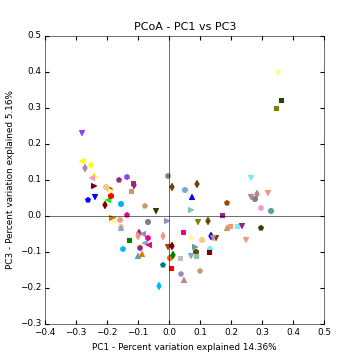 PCoA - PC1 vs PC3
0.5
0.4
0.3
0.2
0.1
0.0
−0.1
−0.2
−0.3
−0.4 −0.3 −0.2 −0.1 0.0 0.1 0.2 0.3 0.4 0.5
PC3 - Percent variation explained 5.16%
PC1 - Percent variation explained 14.36%